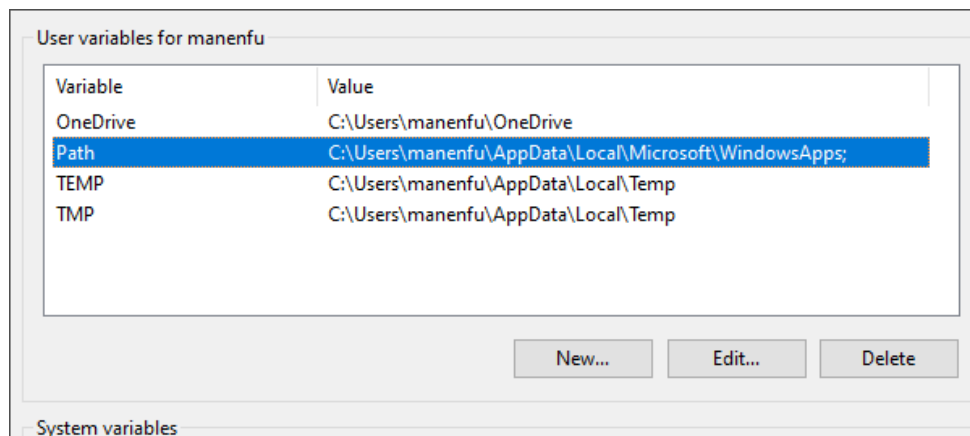 User variables for manenfu
Variable Value
OneDrive C:\Users\manenfu\OneDrive
Path C:\Users\manenfu\AppData\Local\Microsoft\WindowsApps;
TEMP C:\Users\manenfu\AppData\Local\Temp
TMP C:\Users\manenfu\AppData\Local\Temp
New... Edit... Delete
System variables